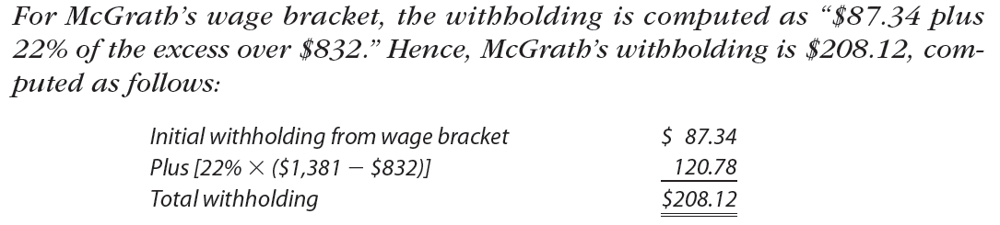 For McGrath's wage bracket, the withholding is computed as “$87.34 plus
22% of the excess over $832.” Hence, McGrath's withholding is $208.12, com-
puted as follows:
Initial withholding from wage bracket $ 87.34
Plus [22% × ($1,381 – $832)] 120.78
Total withholding $208.12